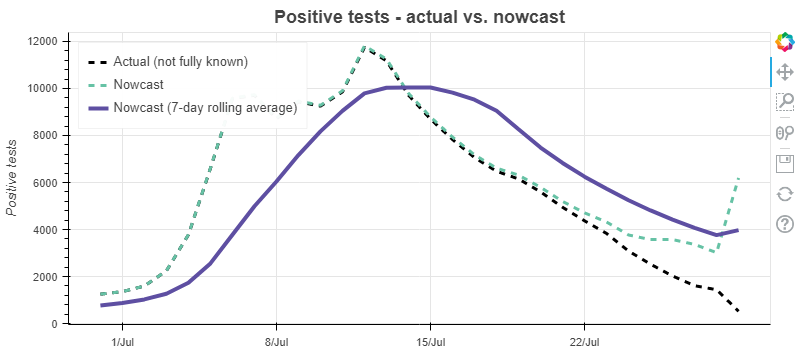 Positive tests - actual vs. nowcast
12000
10000
8000
6000
4000
2000
0
Positive tests
Actual (not fully known)
Nowcast
Nowcast (7-day rolling average)
1/Jul
8/Jul
15/Jul
22/Jul